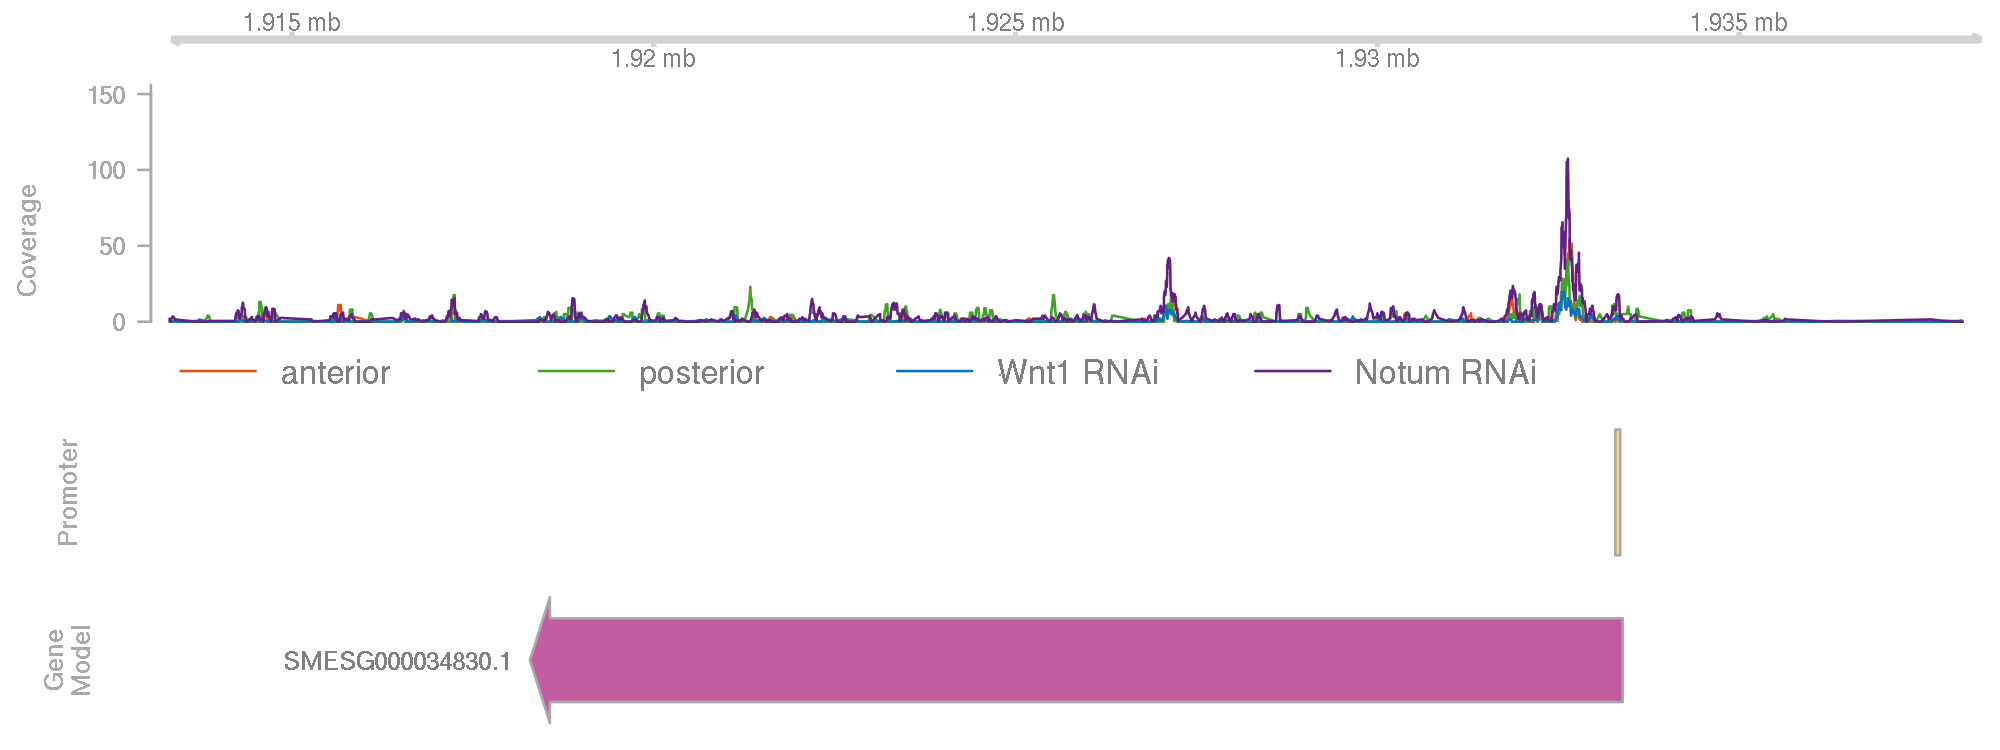 1.915 mb 1.925 mb 1.935 mb
1.92 mb 1.93 mb
Coverage
150
100
50
0
anterior posterior Wnt1 RNAi Notum RNAi
Promoter
Gene
Model
SMESG000034830.1